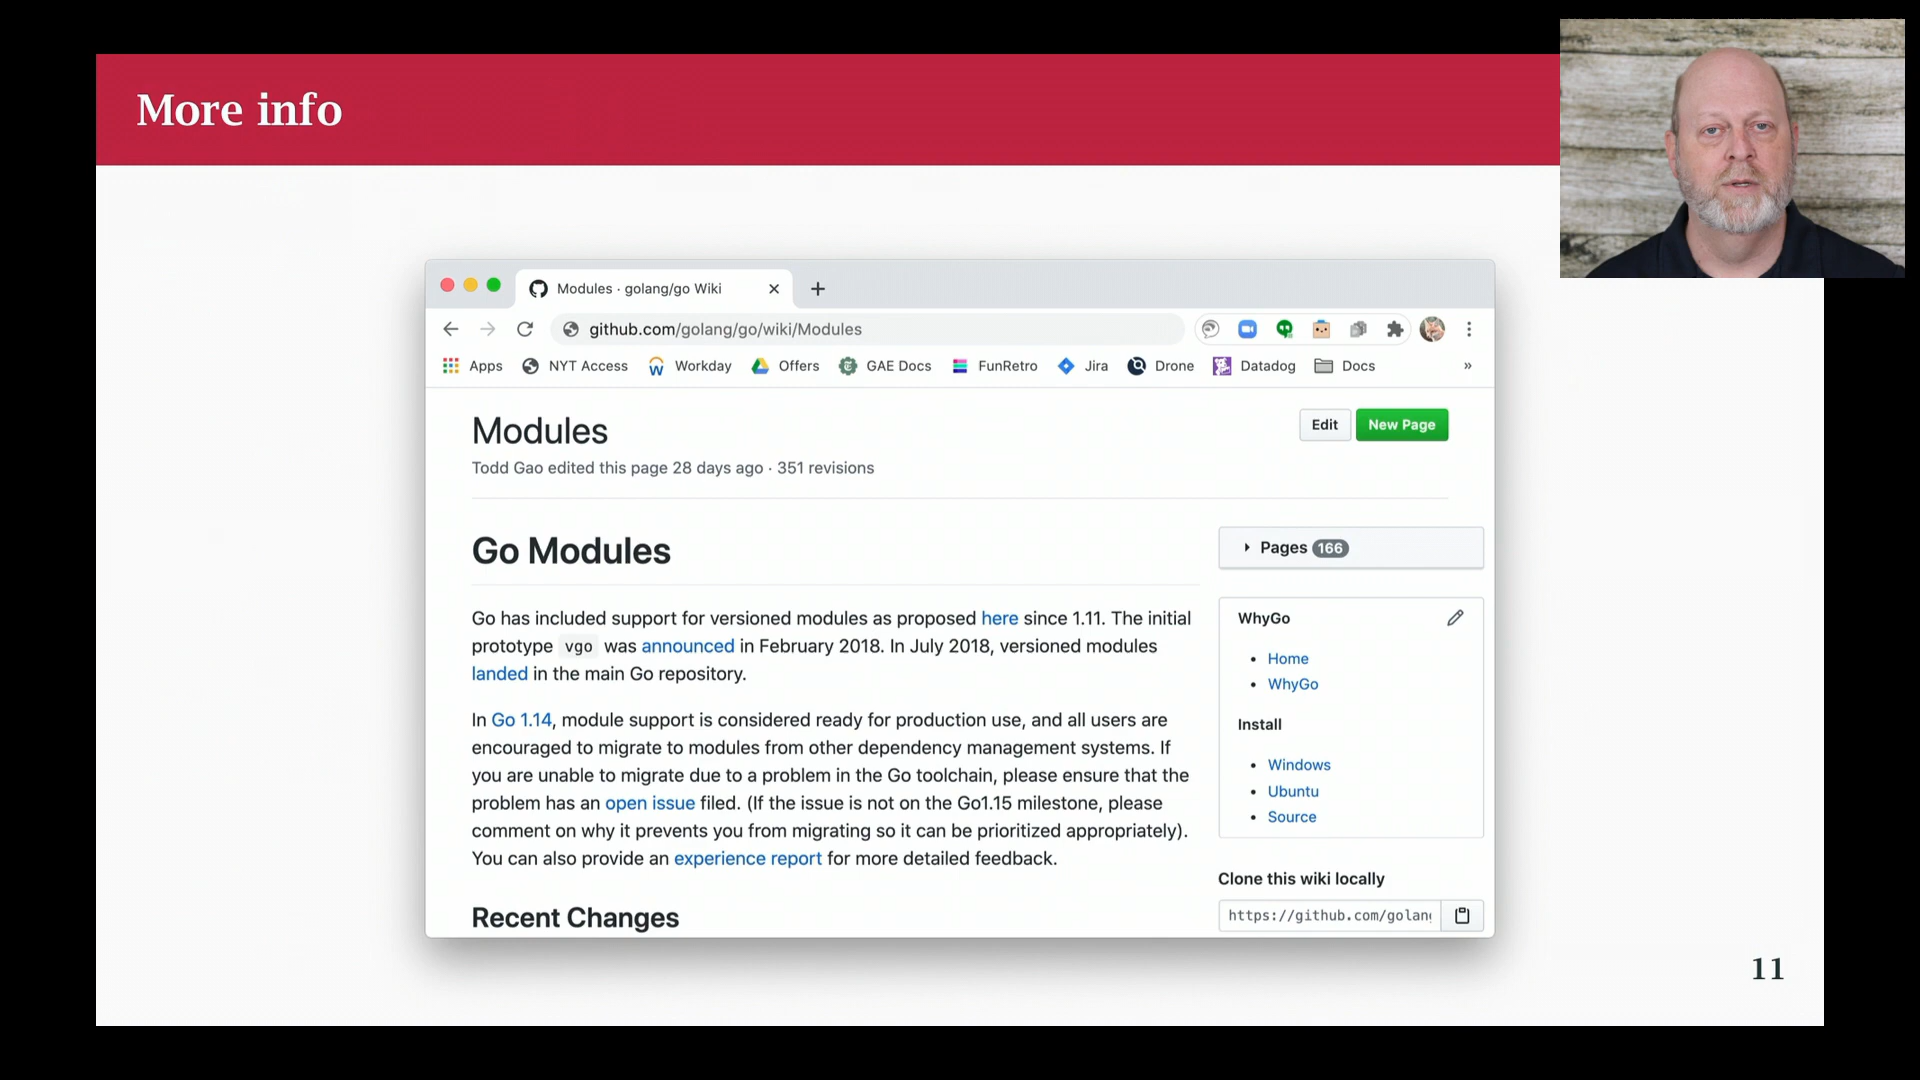 More info
Modules · golang/go Wiki
github.com/golang/go/wiki/Modules
Apps NYT Access Workday Offers GAE Docs FunRetro Jira Drone Datadog Docs »
Modules
Edit New Page
Todd Gao edited this page 28 days ago · 351 revisions
Go Modules
Go has included support for versioned modules as proposed here since 1.11. The initial
prototype vgo was announced in February 2018. In July 2018, versioned modules
landed in the main Go repository.
In Go 1.14, module support is considered ready for production use, and all users are
encouraged to migrate to modules from other dependency management systems. If
you are unable to migrate due to a problem in the Go toolchain, please ensure that the
problem has an open issue filed. (If the issue is not on the Go1.15 milestone, please
comment on why it prevents you from migrating so it can be prioritized appropriately).
You can also provide an experience report for more detailed feedback.
Recent Changes
Pages 166
WhyGo
• Home
• WhyGo
Install
• Windows
• Ubuntu
• Source
Clone this wiki locally
https://github.com/golang
11